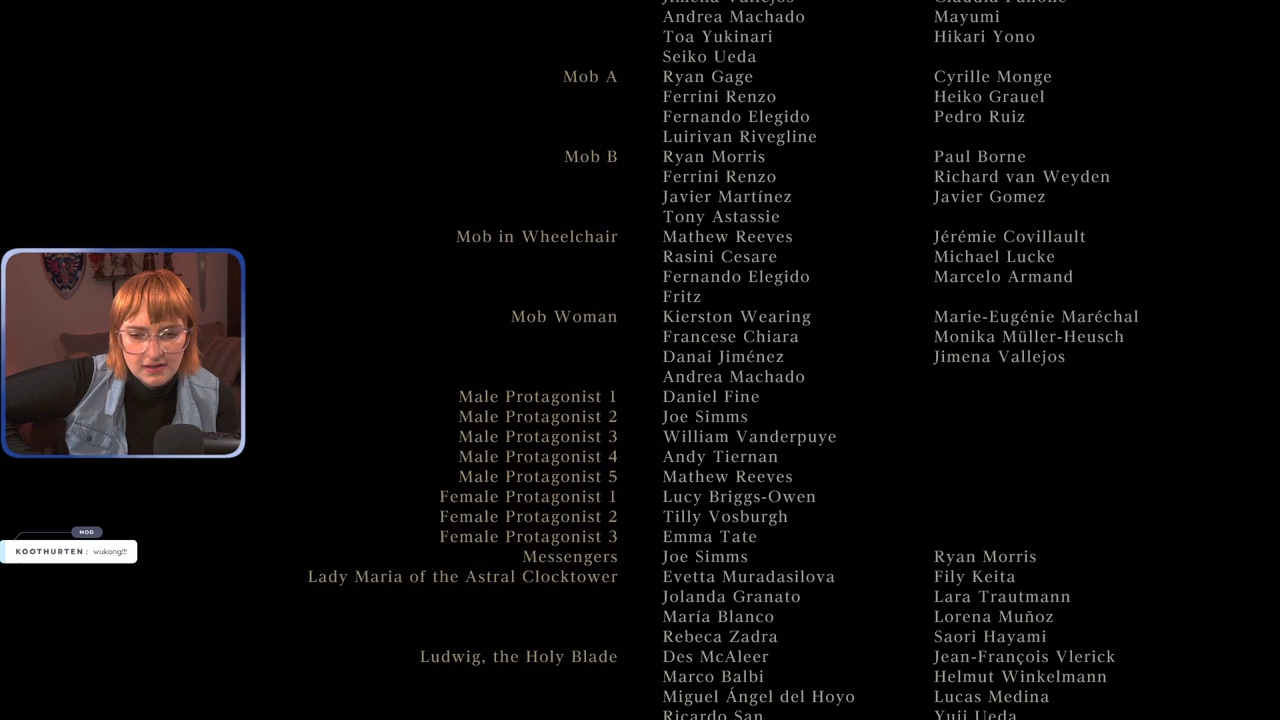 Jimena Vallejos Claudia Fanone
Andrea Machado Mayumi
Toa Yukinari Hikari Yono
Seiko Ueda
Mob A Ryan Gage Cyrille Monge
Ferrini Renzo Heiko Grauel
Fernando Elegido Pedro Ruiz
Luirivan Rivegline
Mob B Ryan Morris Paul Borne
Ferrini Renzo Richard van Weyden
Javier Martínez Javier Gomez
Tony Astassie
Mob in Wheelchair Mathew Reeves Jérémie Covillault
Rasini Cesare Michael Lucke
Fernando Elegido Marcelo Armand
Fritz
Mob Woman Kierston Wearing Marie-Eugénie Maréchal
Francese Chiara Monika Müller-Heusch
Danai Jiménez Jimena Vallejos
Andrea Machado
Male Protagonist 1 Daniel Fine
Male Protagonist 2 Joe Simms
Male Protagonist 3 William Vanderpuye
Male Protagonist 4 Andy Tiernan
Male Protagonist 5 Mathew Reeves
Female Protagonist 1 Lucy Briggs-Owen
Female Protagonist 2 Tilly Vosburgh
Female Protagonist 3 Emma Tate
MOD
KOOTHURTEN : wukong!!!
Messengers Joe Simms Ryan Morris
Lady Maria of the Astral Clocktower Evetta Muradasilova Fily Keita
Jolanda Granato Lara Trautmann
María Blanco Lorena Muñoz
Rebeca Zadra Saori Hayami
Ludwig, the Holy Blade Des McAleer Jean-François Vlerick
Marco Balbi Helmut Winkelmann
Miguel Ángel del Hoyo Lucas Medina
Ricardo San Yuji Ueda